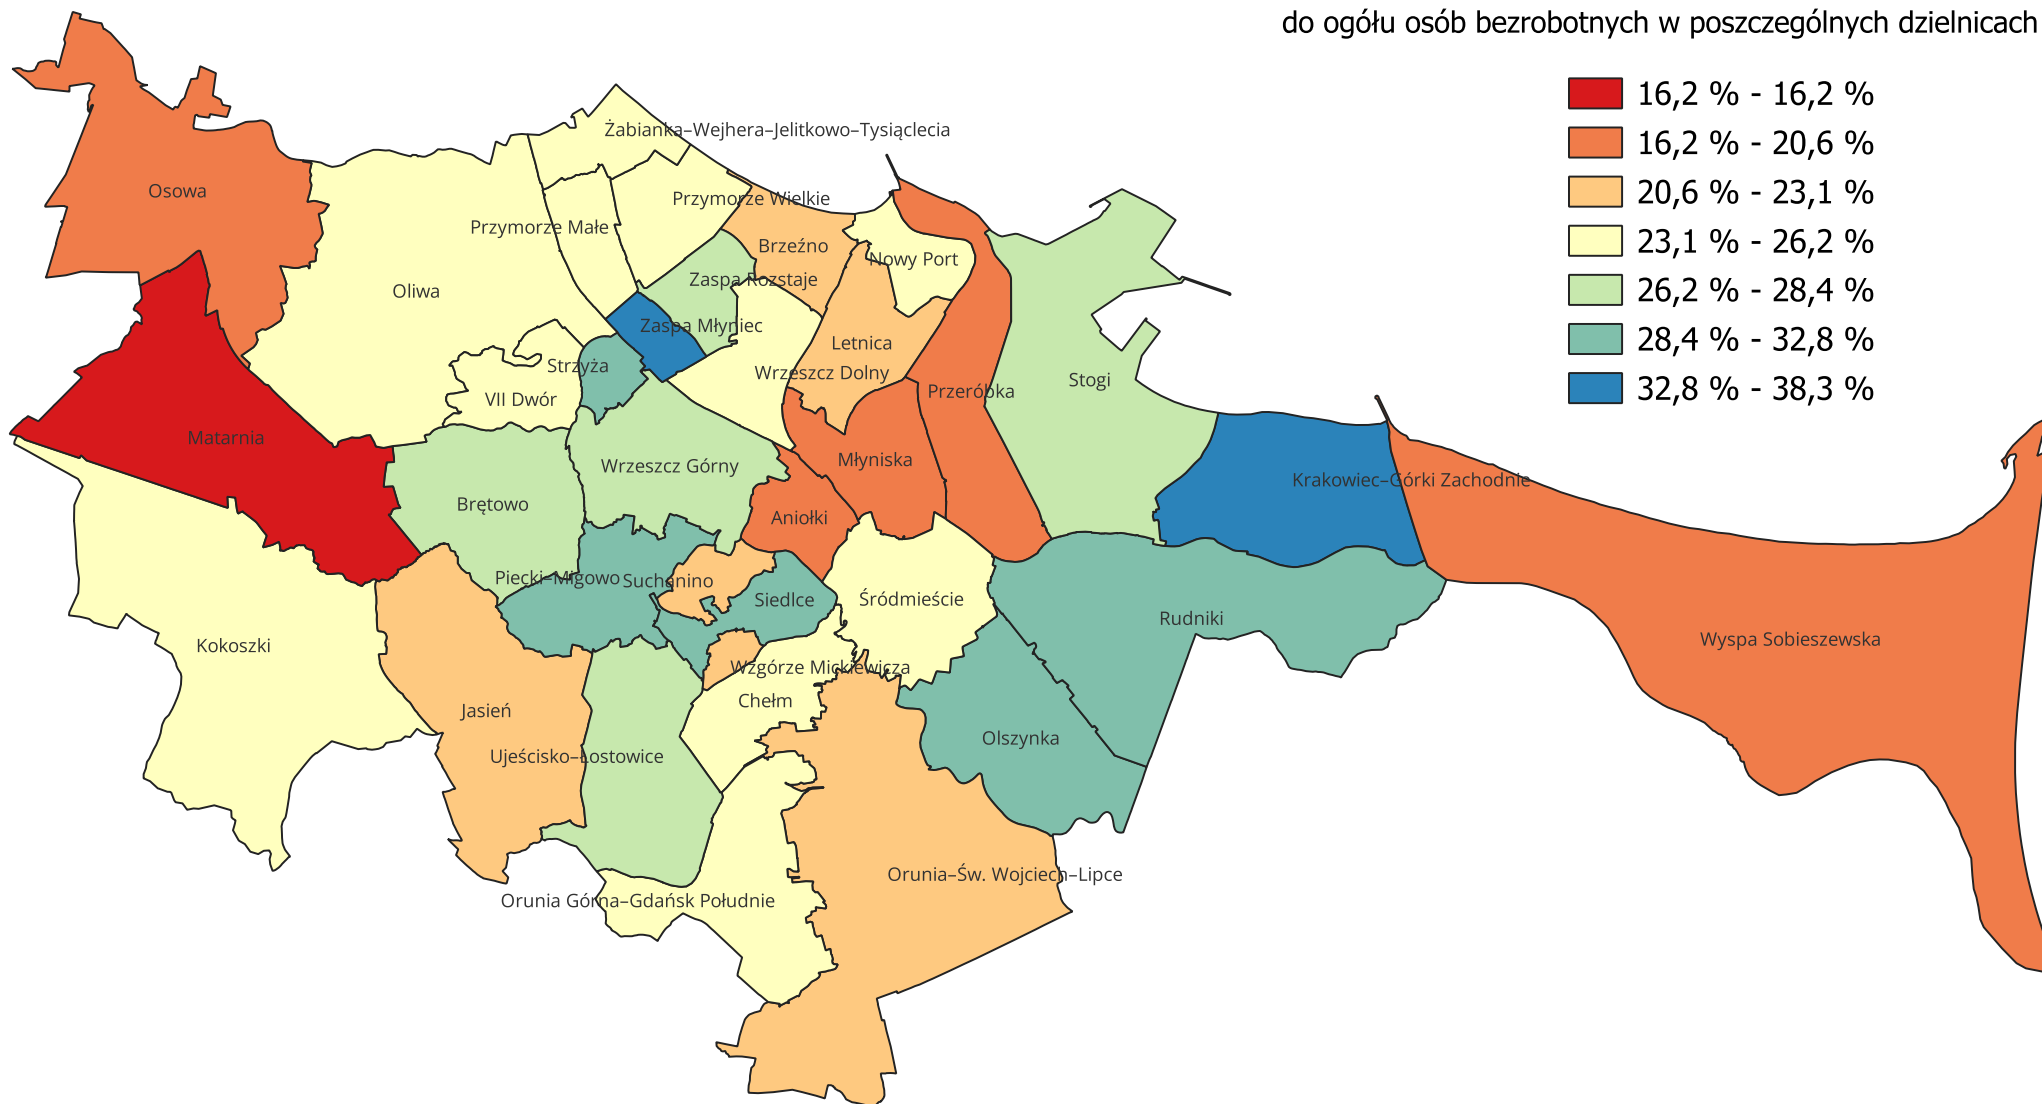 do ogółu osób bezrobotnych w poszczególnych dzielnicach
16,2 % - 16,2 %
16,2 % - 20,6 %
20,6 % - 23,1 %
23,1 % - 26,2 %
26,2 % - 28,4 %
28,4 % - 32,8 %
32,8 % - 38,3 %
Żabianka–Wejhera–Jelitkowo–Tysiąclecia
Osowa
Przymorze Wielkie
Przymorze Małe
Brzeźno
Nowy Port
Zaspa Rozstaje
Oliwa
Zaspa Młyniec
Letnica
Strzyża
Wrzeszcz Dolny
Stogi
Przeróbka
VII Dwór
Matarnia
Młyniska
Wrzeszcz Górny
Krakowiec–Górki Zachodnie
Brętowo
Aniołki
Piecki–Migowo
Suchanino
Siedlce
Śródmieście
Rudniki
Wyspa Sobieszewska
Kokoszki
Wzgórze Mickiewicza
Chełm
Jasień
Olszynka
Ujeścisko–Łostowice
Orunia–Św. Wojciech–Lipce
Orunia Górna–Gdańsk Południe